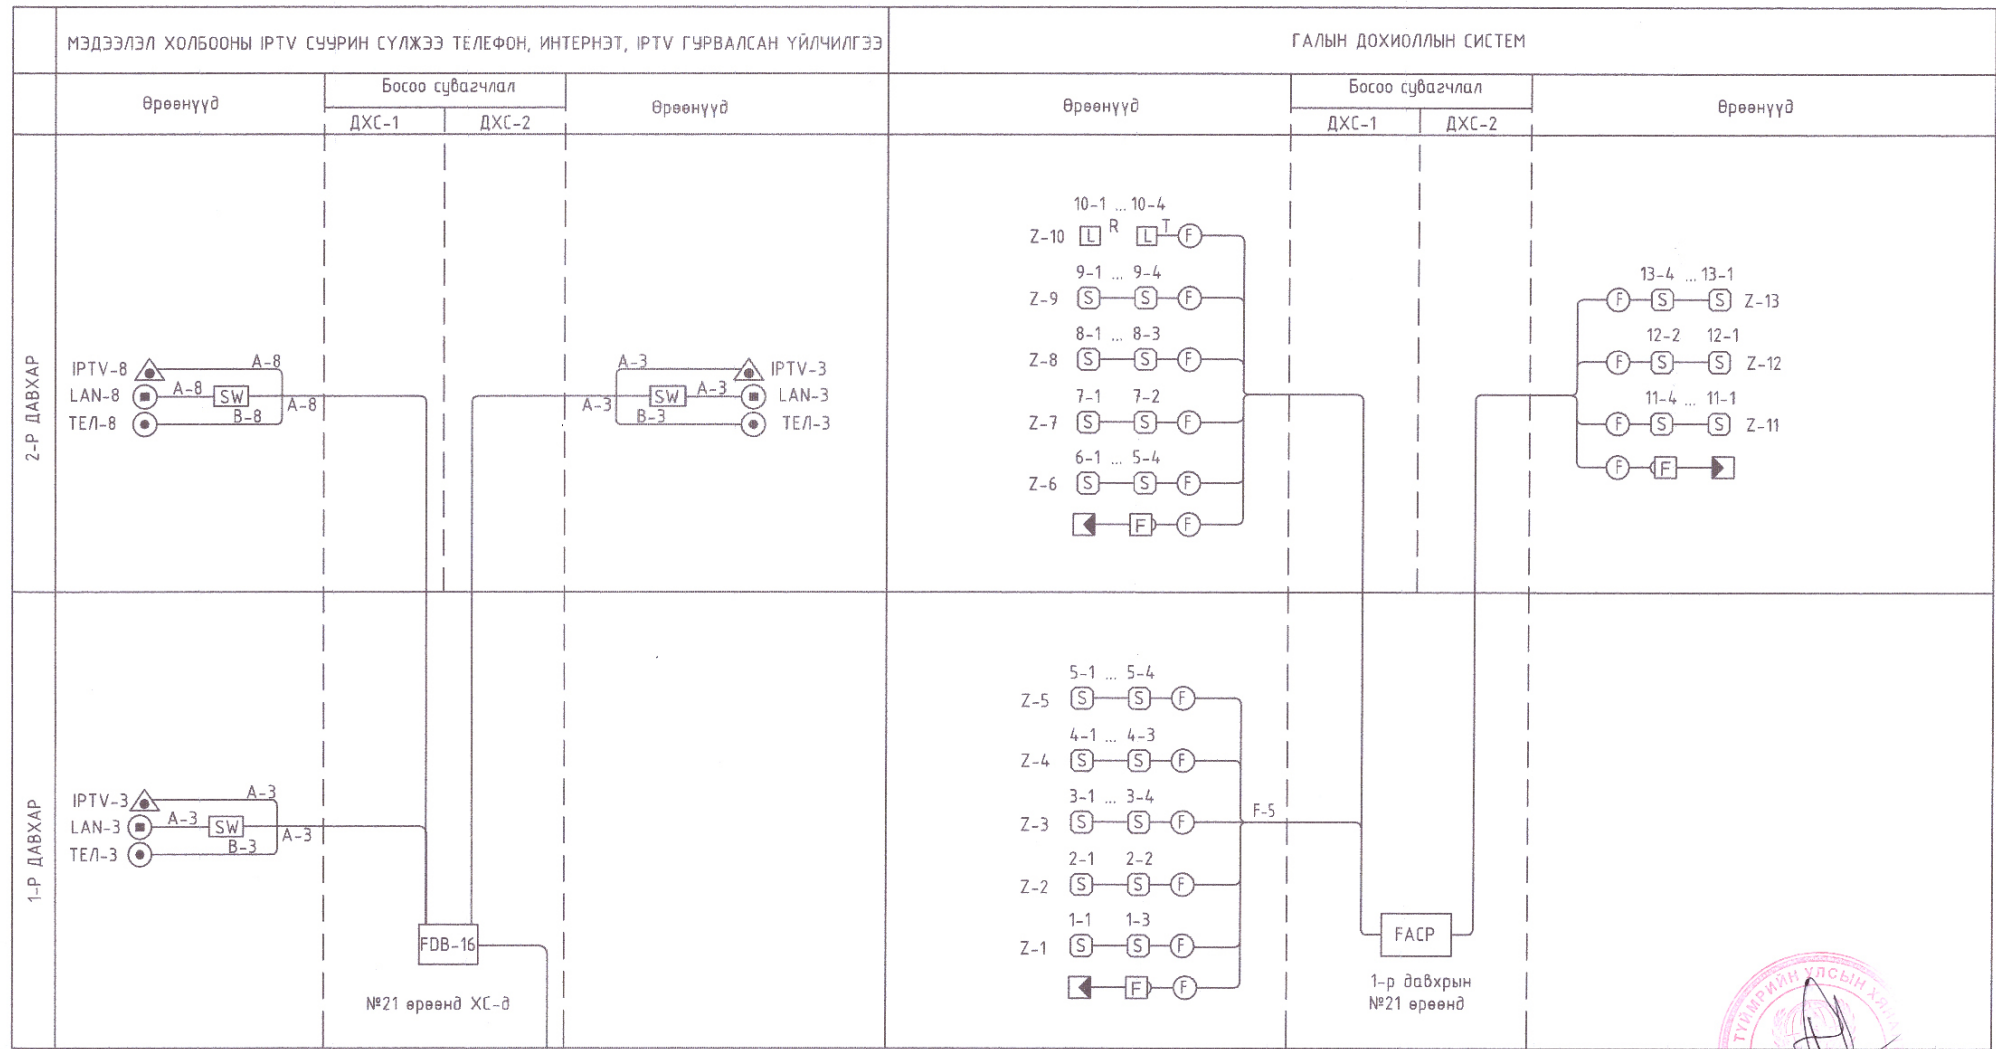 МЭДЭЭЛЭЛ ХОЛБООНЫ IPTV СУУРИН СҮЛЖЭЭ ТЕЛЕФОН, ИНТЕРНЭТ, IPTV ГУРВАЛСАН ҮЙЛЧИЛГЭЭ
ГАЛЫН ДОХИОЛЛЫН СИСТЕМ
Өрөөнүүд
Босоо сувагчлал
ДХС-1
ДХС-2
Өрөөнүүд
Өрөөнүүд
Босоо сувагчлал
ДХС-1
ДХС-2
Өрөөнүүд
2-Р ДАВХАР
IPTV-8 A-8
LAN-8 A-8 SW A-8
ТЕЛ-8 B-8
A-3 IPTV-3
A-3 SW A-3 LAN-3
B-3 ТЕЛ-3
10-1 ... 10-4
Z-10 L R L T F
9-1 ... 9-4
Z-9 S S F
8-1 ... 8-3
Z-8 S S F
7-1 7-2
Z-7 S S F
6-1 ... 5-4
Z-6 S S F
F F
13-4 ... 13-1
F S S Z-13
12-2 12-1
F S S Z-12
11-4 ... 11-1
F S S Z-11
F F
1-Р ДАВХАР
IPTV-3 A-3
LAN-3 A-3 SW A-3
ТЕЛ-3 B-3
FDB-16
№21 өрөөнд ХС-д
5-1 ... 5-4
Z-5 S S F
4-1 ... 4-3
Z-4 S S F
3-1 ... 3-4
Z-3 S S F F-5
2-1 2-2
Z-2 S S F
1-1 1-3
Z-1 S S F
F F
FACP
1-р давхрын
№21 өрөөнд